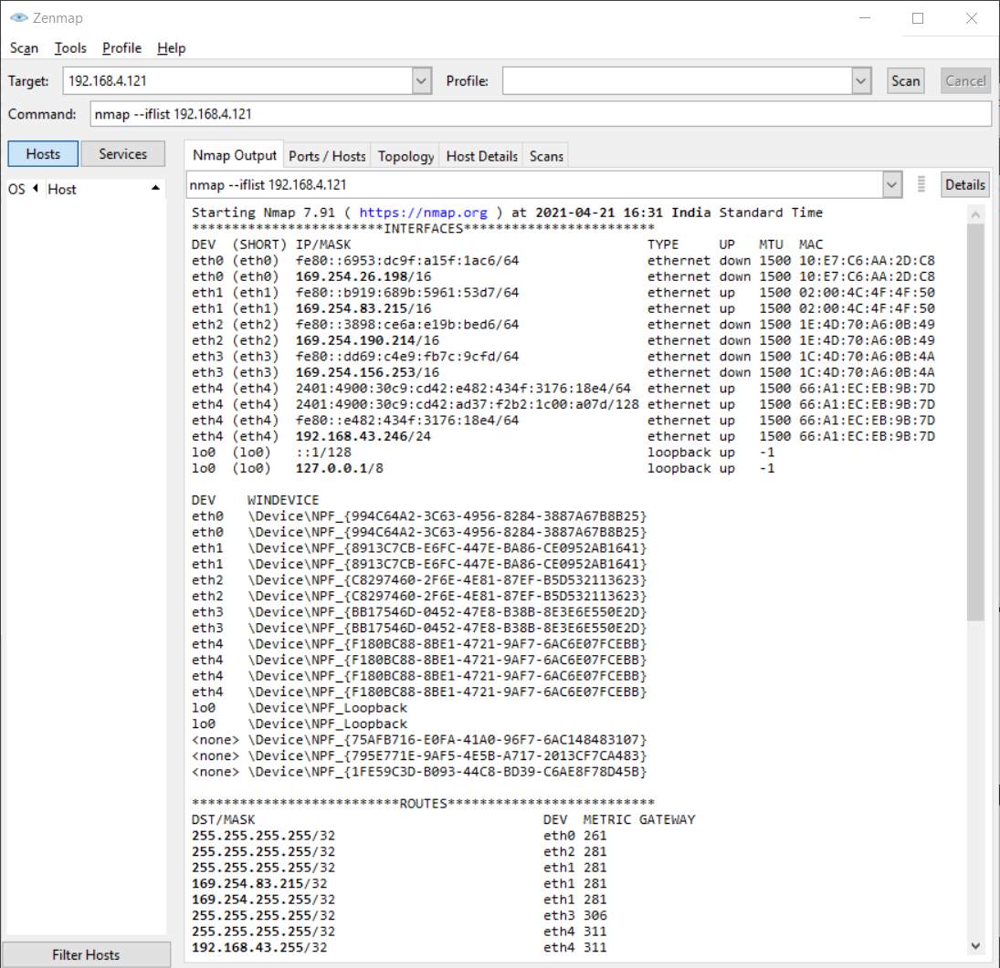 Zenmap
Scan Tools Profile Help
Target: 192.168.4.121 Profile: Scan Cancel
Command: nmap --iflist 192.168.4.121
Hosts Services
OS Host
Nmap Output Ports / Hosts Topology Host Details Scans
nmap --iflist 192.168.4.121 Details
Starting Nmap 7.91 ( https://nmap.org ) at 2021-04-21 16:31 India Standard Time
************************INTERFACES************************
DEV (SHORT) IP/MASK TYPE UP MTU MAC
eth0 (eth0) fe80::6953:dc9f:a15f:1ac6/64 ethernet down 1500 10:E7:C6:AA:2D:C8
eth0 (eth0) 169.254.26.198/16 ethernet down 1500 10:E7:C6:AA:2D:C8
eth1 (eth1) fe80::b919:689b:5961:53d7/64 ethernet up 1500 02:00:4C:4F:4F:50
eth1 (eth1) 169.254.83.215/16 ethernet up 1500 02:00:4C:4F:4F:50
eth2 (eth2) fe80::3898:ce6a:e19b:bed6/64 ethernet down 1500 1E:4D:70:A6:0B:49
eth2 (eth2) 169.254.190.214/16 ethernet down 1500 1E:4D:70:A6:0B:49
eth3 (eth3) fe80::dd69:c4e9:fb7c:9cfd/64 ethernet down 1500 1C:4D:70:A6:0B:4A
eth3 (eth3) 169.254.156.253/16 ethernet down 1500 1C:4D:70:A6:0B:4A
eth4 (eth4) 2401:4900:30c9:cd42:e482:434f:3176:18e4/64 ethernet up 1500 66:A1:EC:EB:9B:7D
eth4 (eth4) 2401:4900:30c9:cd42:ad37:f2b2:1c00:a07d/128 ethernet up 1500 66:A1:EC:EB:9B:7D
eth4 (eth4) fe80::e482:434f:3176:18e4/64 ethernet up 1500 66:A1:EC:EB:9B:7D
eth4 (eth4) 192.168.43.246/24 ethernet up 1500 66:A1:EC:EB:9B:7D
lo0 (lo0) ::1/128 loopback up -1
lo0 (lo0) 127.0.0.1/8 loopback up -1
DEV WINDEVICE
eth0 \Device\NPF_{994C64A2-3C63-4956-8284-3887A67B8B25}
eth0 \Device\NPF_{994C64A2-3C63-4956-8284-3887A67B8B25}
eth1 \Device\NPF_{8913C7CB-E6FC-447E-BA86-CE0952AB1641}
eth1 \Device\NPF_{8913C7CB-E6FC-447E-BA86-CE0952AB1641}
eth2 \Device\NPF_{C8297460-2F6E-4E81-87EF-B5D532113623}
eth2 \Device\NPF_{C8297460-2F6E-4E81-87EF-B5D532113623}
eth3 \Device\NPF_{BB17546D-0452-47E8-B38B-8E3E6E550E2D}
eth3 \Device\NPF_{BB17546D-0452-47E8-B38B-8E3E6E550E2D}
eth4 \Device\NPF_{F180BC88-8BE1-4721-9AF7-6AC6E07FCEBB}
eth4 \Device\NPF_{F180BC88-8BE1-4721-9AF7-6AC6E07FCEBB}
eth4 \Device\NPF_{F180BC88-8BE1-4721-9AF7-6AC6E07FCEBB}
eth4 \Device\NPF_{F180BC88-8BE1-4721-9AF7-6AC6E07FCEBB}
lo0 \Device\NPF_Loopback
lo0 \Device\NPF_Loopback
<none> \Device\NPF_{75AFB716-E0FA-41A0-96F7-6AC148483107}
<none> \Device\NPF_{795E771E-9AF5-4E5B-A717-2013CF7CA483}
<none> \Device\NPF_{1FE59C3D-B093-44C8-BD39-C6AE8F78D45B}
**************************ROUTES**************************
DST/MASK DEV METRIC GATEWAY
255.255.255.255/32 eth0 261
255.255.255.255/32 eth2 281
255.255.255.255/32 eth1 281
169.254.83.215/32 eth1 281
169.254.255.255/32 eth1 281
255.255.255.255/32 eth3 306
255.255.255.255/32 eth4 311
192.168.43.255/32 eth4 311
Filter Hosts